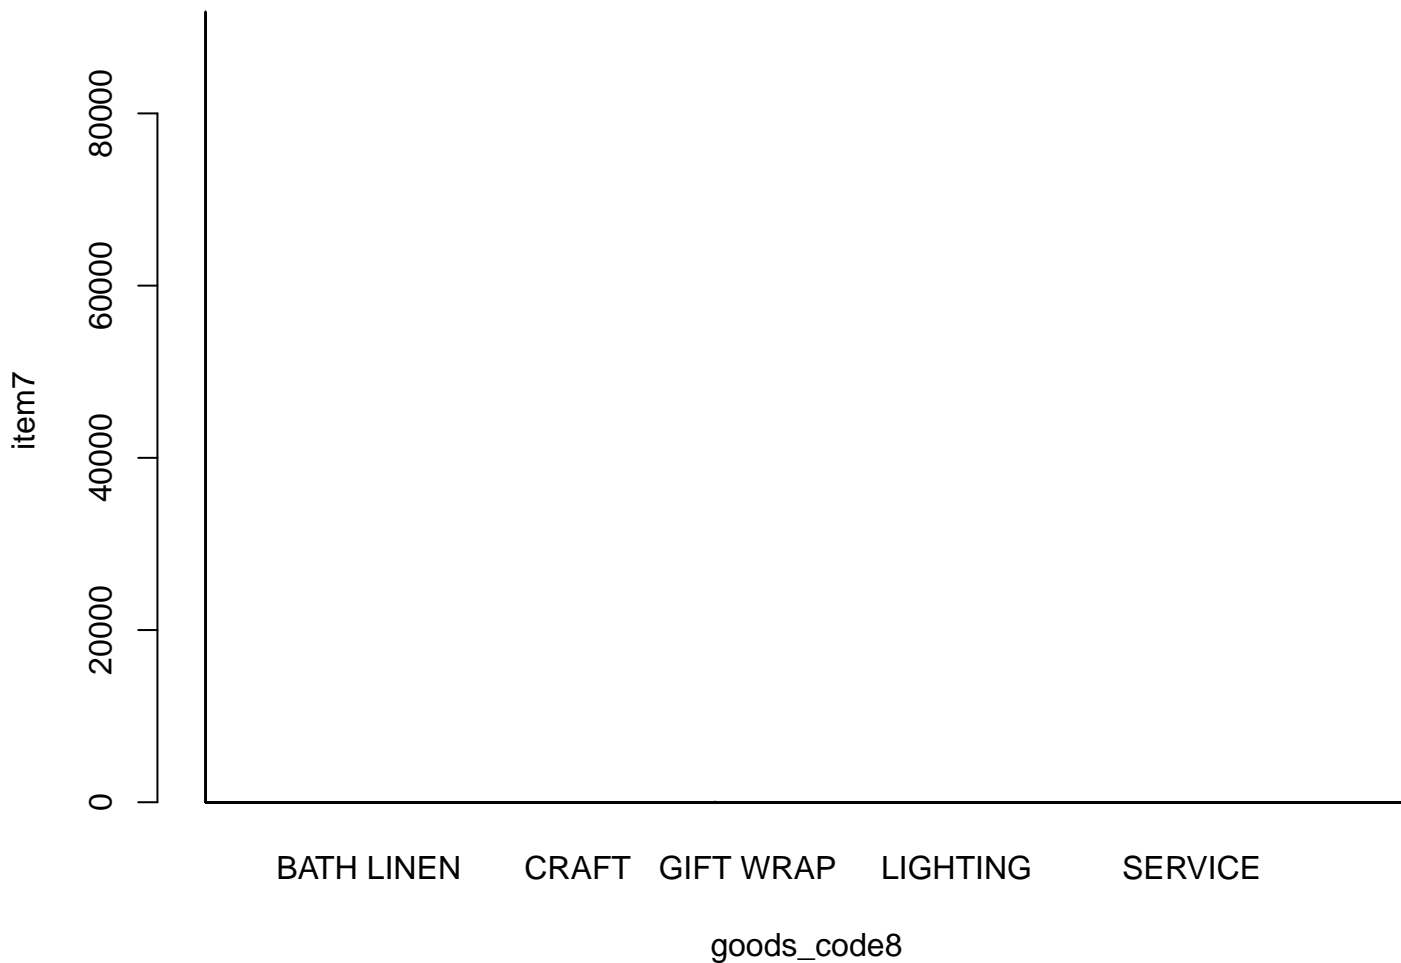 80000
60000
40000
20000
0
item7
BATH LINEN CRAFT GIFT WRAP LIGHTING SERVICE
goods_code8